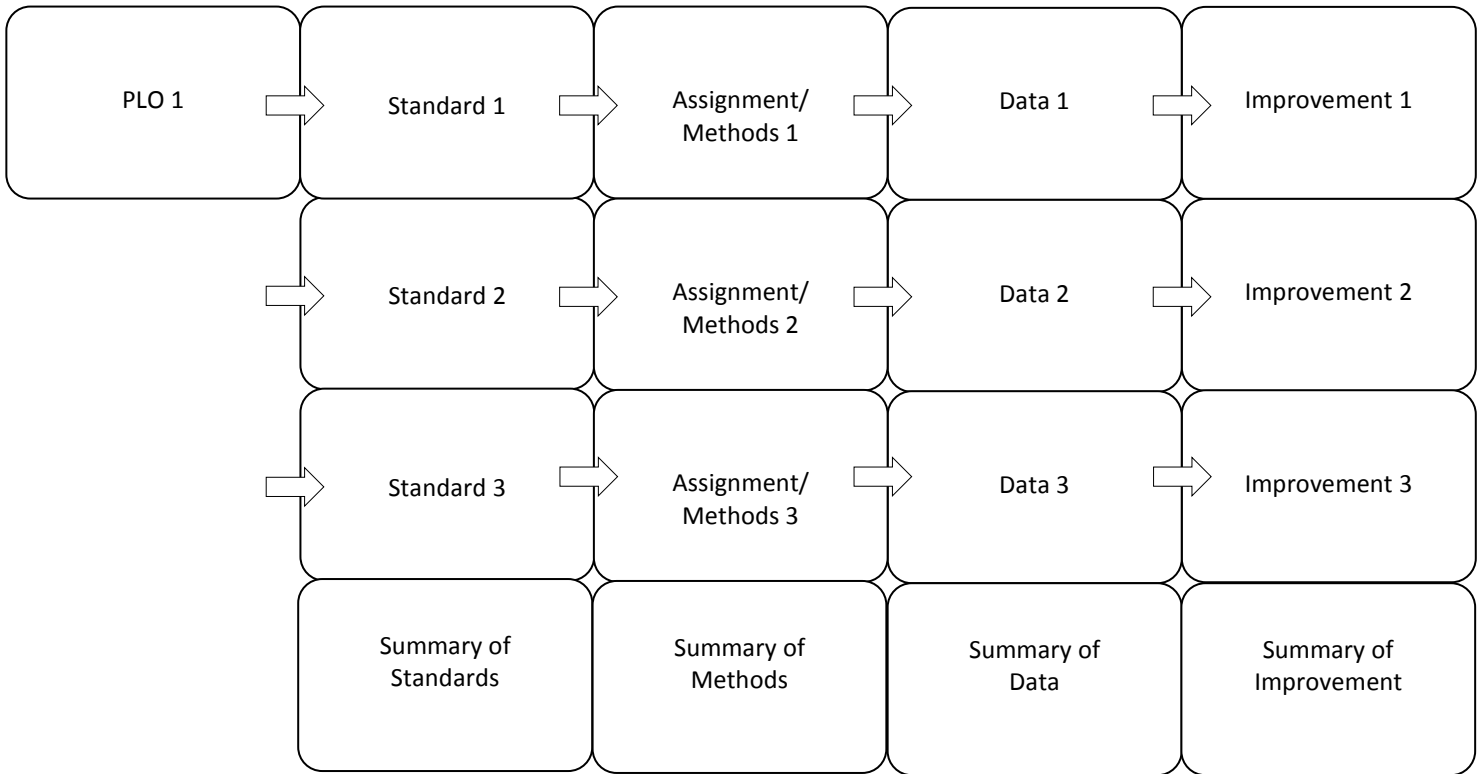 PLO 1
Standard 1
Assignment/
Methods 1
Data 1
Improvement 1
Standard 2
Assignment/
Methods 2
Data 2
Improvement 2
Standard 3
Assignment/
Methods 3
Data 3
Improvement 3
Summary of
Standards
Summary of
Methods
Summary of
Data
Summary of
Improvement